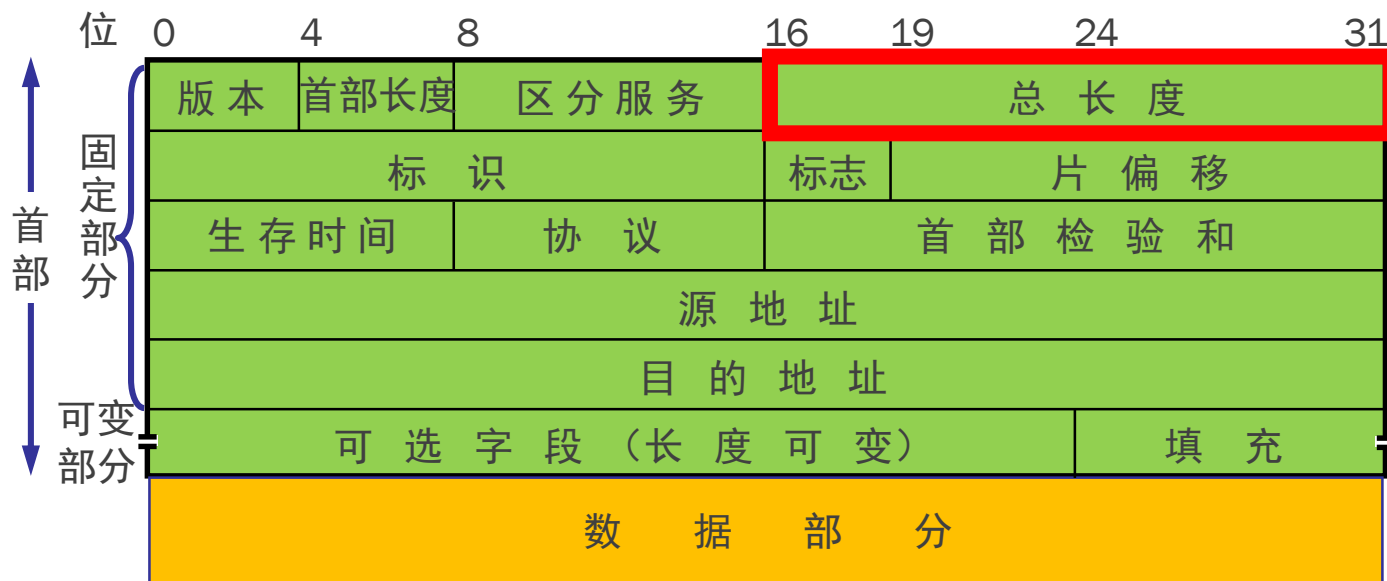 位 0 4 8 16 19 24 31
版本 首部长度 区分服务 总长度
标识 标志 片偏移
生存时间 协议 首部检验和
源地址
目的地址
可选字段（长度可变） 填充
数据部分
首部
固定部分
可变部分